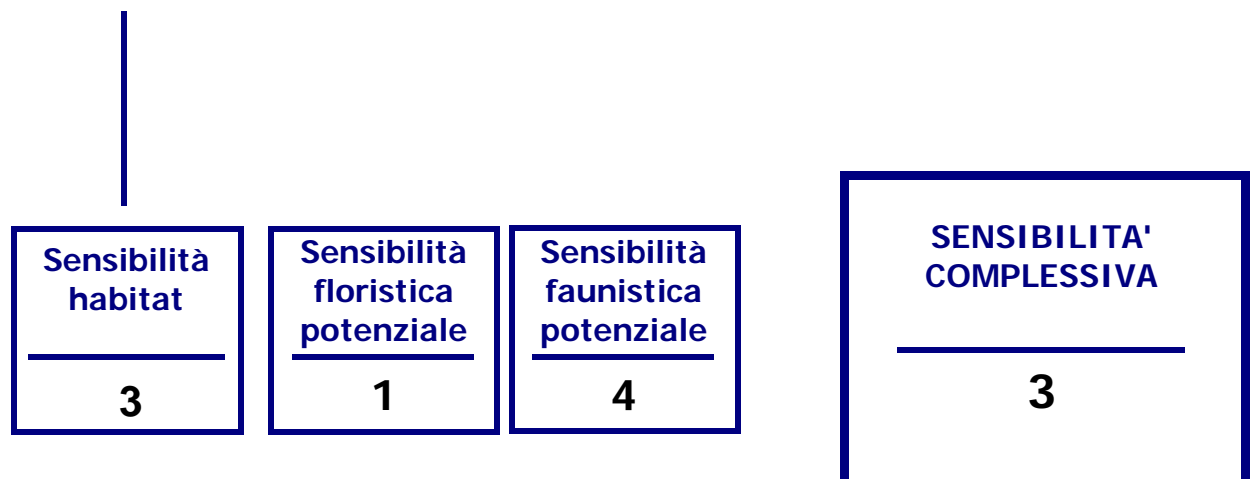 Sensibilità
habitat
3
Sensibilità
floristica
potenziale
1
Sensibilità
faunistica
potenziale
4
SENSIBILITA'
COMPLESSIVA
3